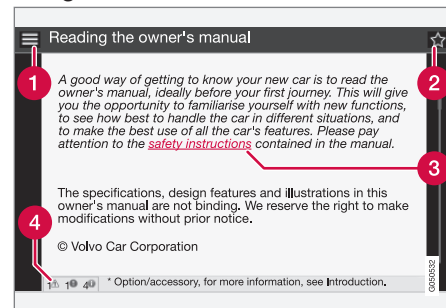 Reading the owner's manual
1
2
A good way of getting to know your new car is to read the
owner's manual, ideally before your first journey. This will give
you the opportunity to familiarise yourself with new functions,
to see how best to handle the car in different situations, and
to make the best use of all the car's features. Please pay
attention to the safety instructions contained in the manual.
3
The specifications, design features and illustrations in this
owner's manual are not binding. We reserve the right to make
modifications without prior notice.
4
© Volvo Car Corporation
1 1 4 * Option/accessory, for more information, see Introduction.
G050532